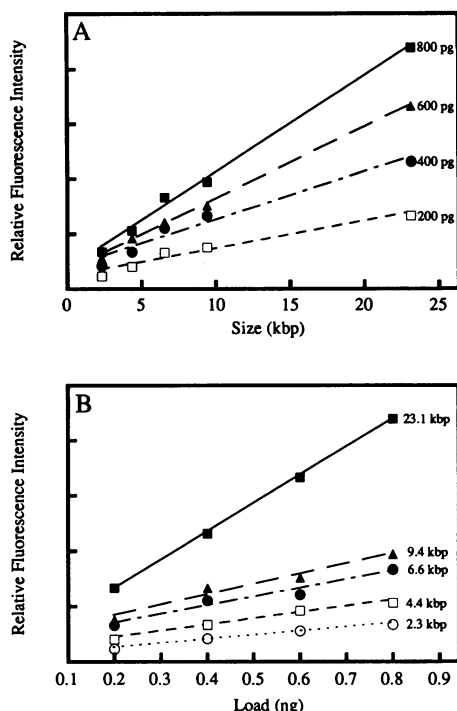 A
Relative Fluorescence Intensity
800 pg
600 pg
400 pg
200 pg
0 5 10 15 20 25
Size (kbp)
B
Relative Fluorescence Intensity
23.1 kbp
9.4 kbp
6.6 kbp
4.4 kbp
2.3 kbp
0.1 0.2 0.3 0.4 0.5 0.6 0.7 0.8 0.9
Load (ng)